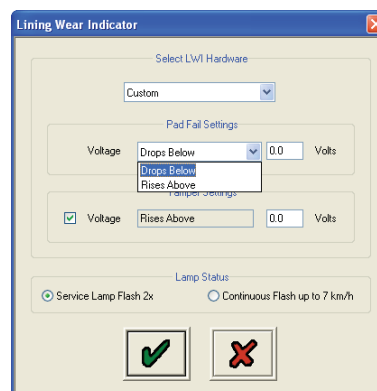 Lining Wear Indicator
Select LWI Hardware
Custom
Pad Fail Settings
Voltage Drops Below 0.0 Volts
Drops Below
Rises Above
Tamper Settings
Voltage Rises Above 0.0 Volts
Lamp Status
Service Lamp Flash 2x Continuous Flash up to 7 km/h